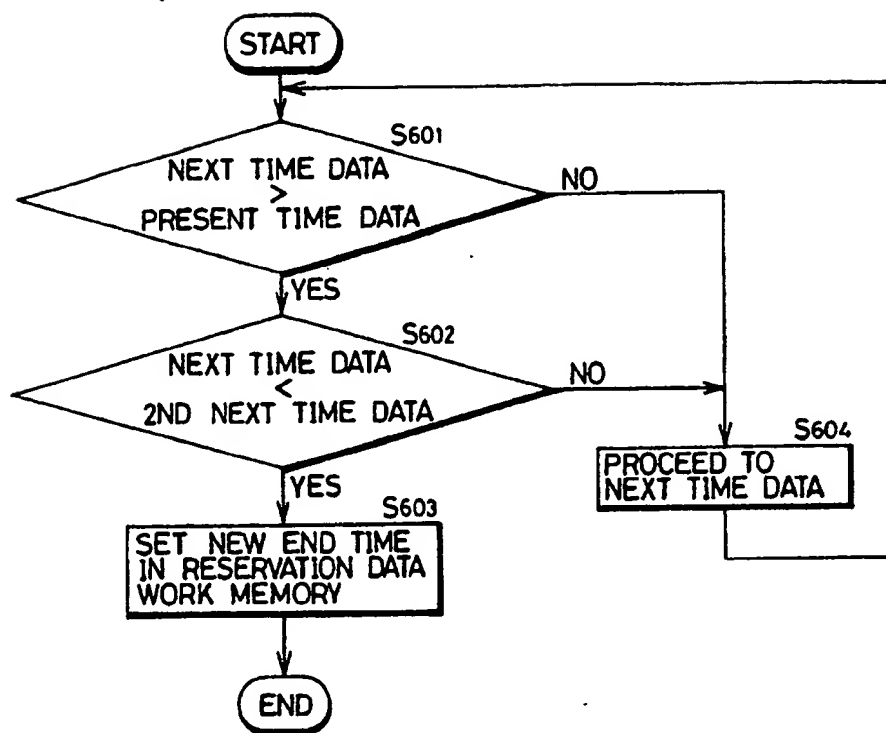 START
S601
NEXT TIME DATA
>
PRESENT TIME DATA
NO
YES
S602
NEXT TIME DATA
<
2ND NEXT TIME DATA
NO
YES
S603
SET NEW END TIME
IN RESERVATION DATA
WORK MEMORY
S604
PROCEED TO
NEXT TIME DATA
END